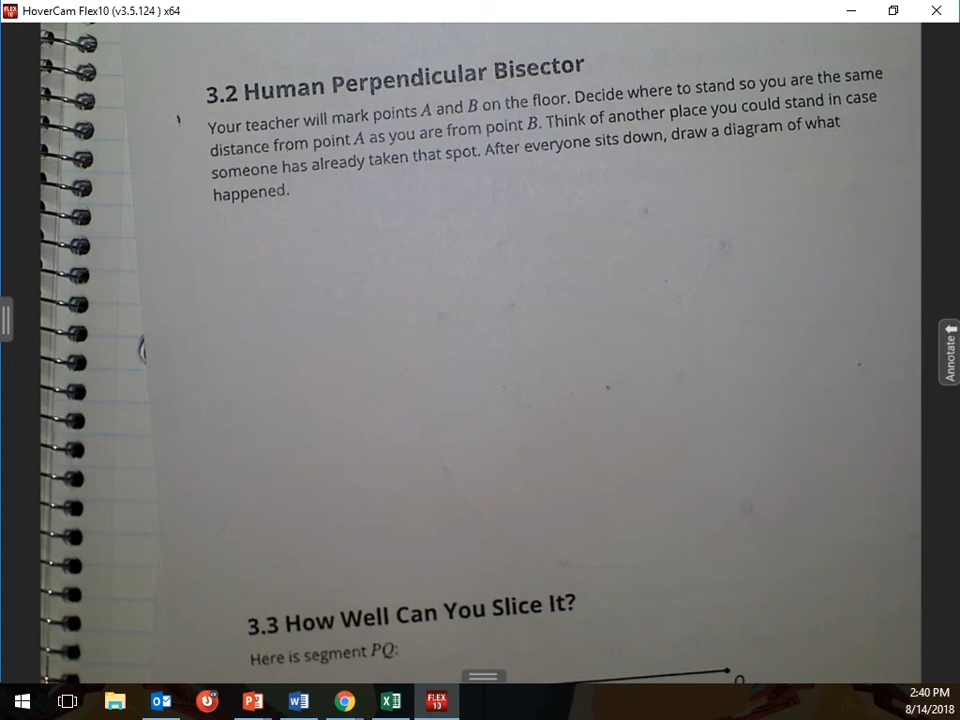 HoverCam Flex10 (v3.5.124 ) x64
3.2 Human Perpendicular Bisector
Your teacher will mark points A and B on the floor. Decide where to stand so you are the same
distance from point A as you are from point B. Think of another place you could stand in case
someone has already taken that spot. After everyone sits down, draw a diagram of what
happened.
Annotate
3.3 How Well Can You Slice It?
Here is segment PQ:
FLEX
10
2:40 PM
8/14/2018